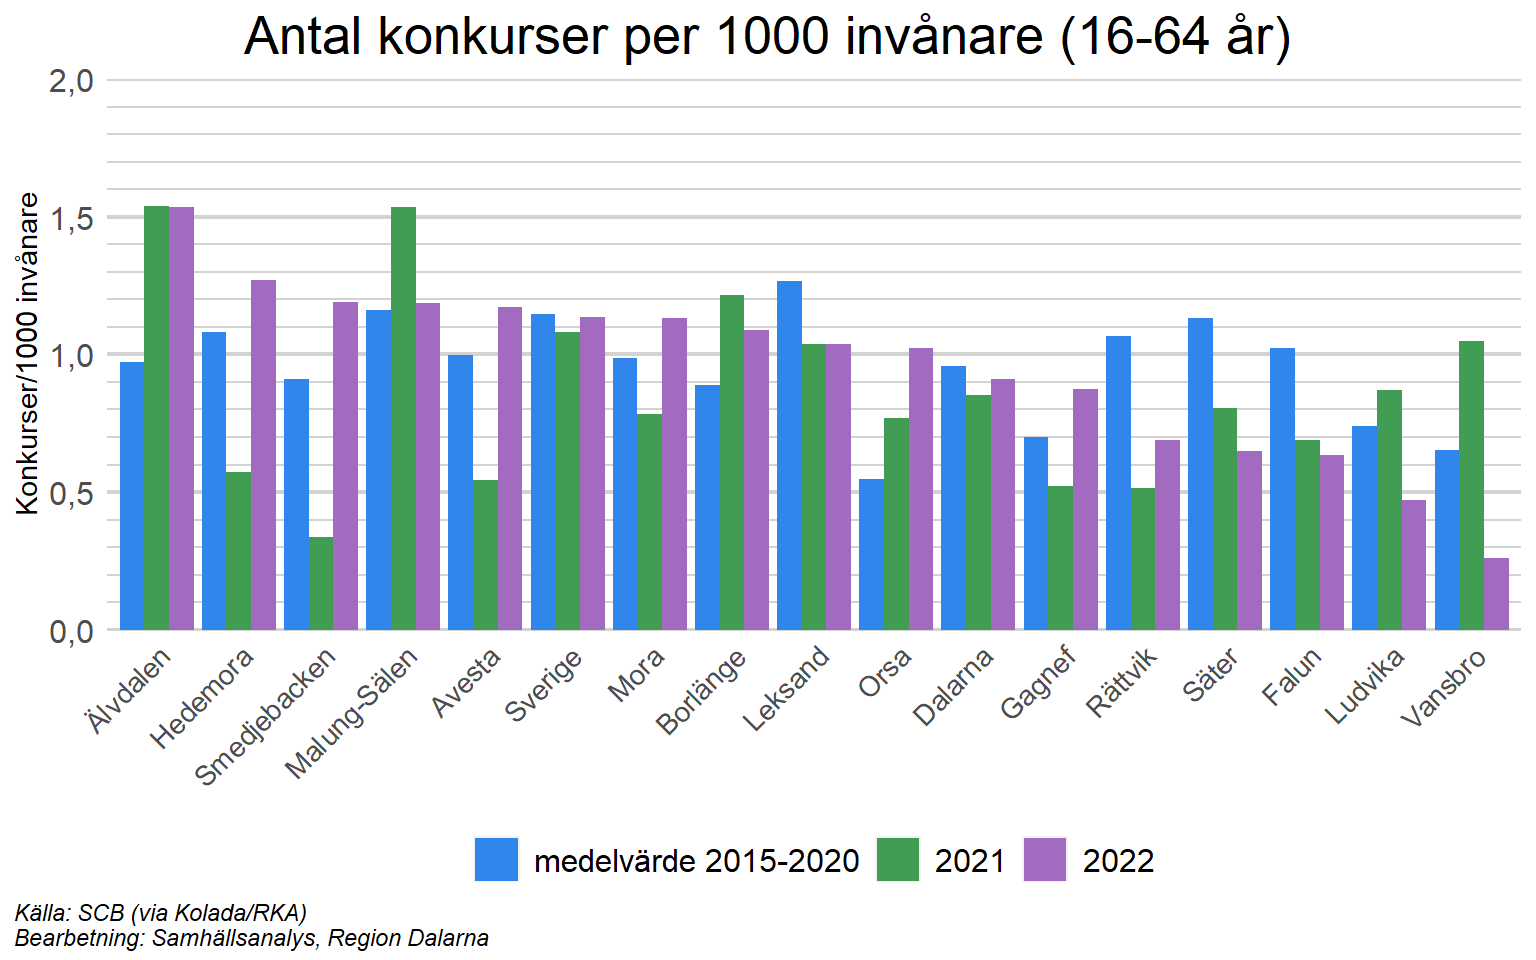 Antal konkurser per 1000 invånare (16-64 år)
Konkurser/1000 invånare
2,0
1,5
1,0
0,5
0,0
Älvdalen
Hedemora
Smedjebacken
Malung-Sälen
Avesta
Sverige
Mora
Borlänge
Leksand
Orsa
Dalarna
Gagnef
Rättvik
Säter
Falun
Ludvika
Vansbro
medelvärde 2015-2020
2021
2022
Källa: SCB (via Kolada/RKA)
Bearbetning: Samhällsanalys, Region Dalarna